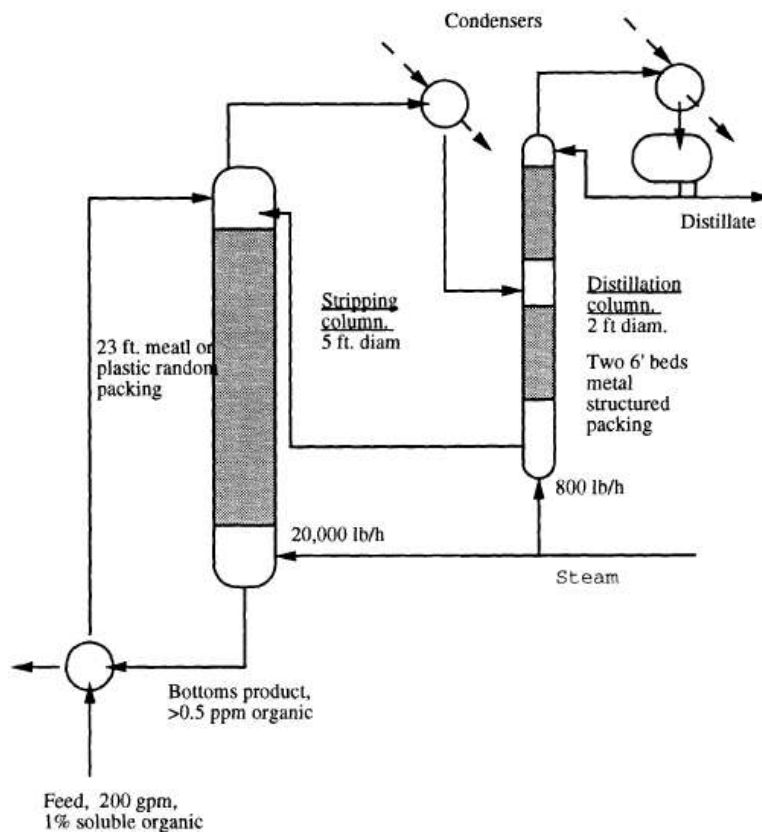 Condensers
Distillate
Stripping
column.
5 ft. diam
Distillation
column.
2 ft diam.
Two 6' beds
metal
structured
packing
23 ft. meatl or
plastic random
packing
800 lb/h
20,000 lb/h
Steam
Bottoms product,
>0.5 ppm organic
Feed, 200 gpm,
1% soluble organic